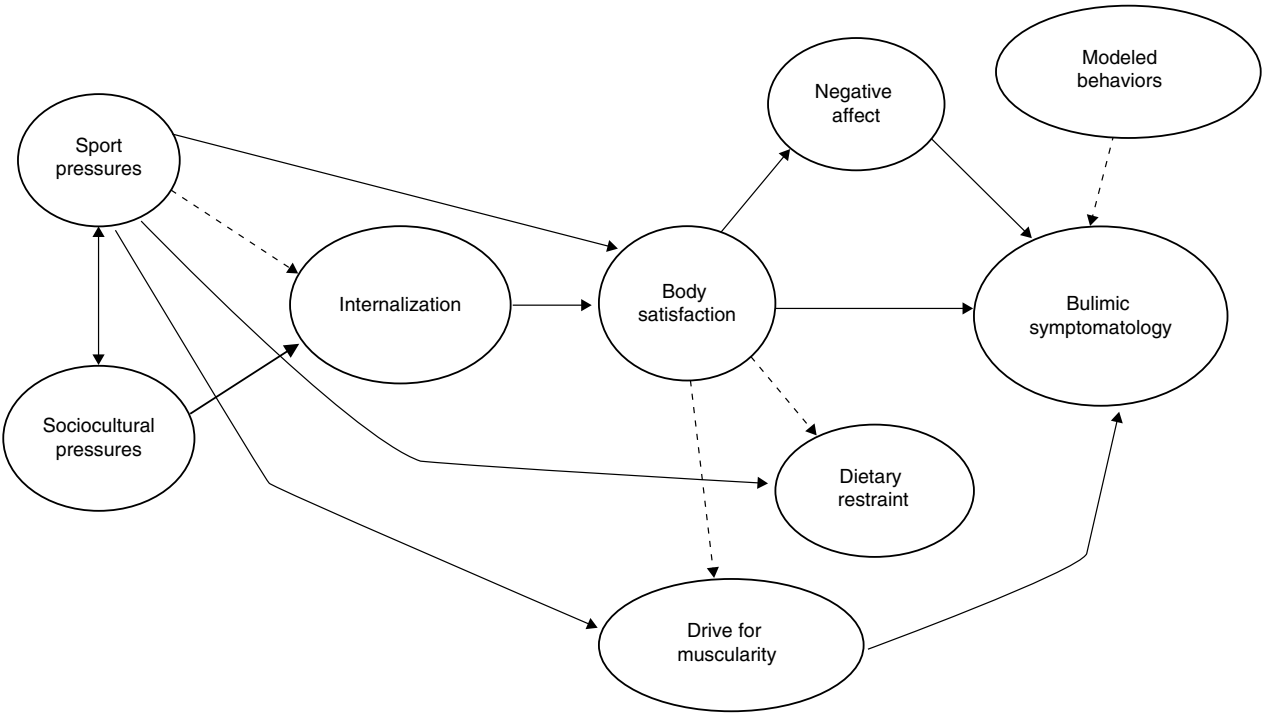 Sport
pressures
Sociocultural
pressures
Internalization
Body
satisfaction
Negative
affect
Modeled
behaviors
Bulimic
symptomatology
Dietary
restraint
Drive for
muscularity